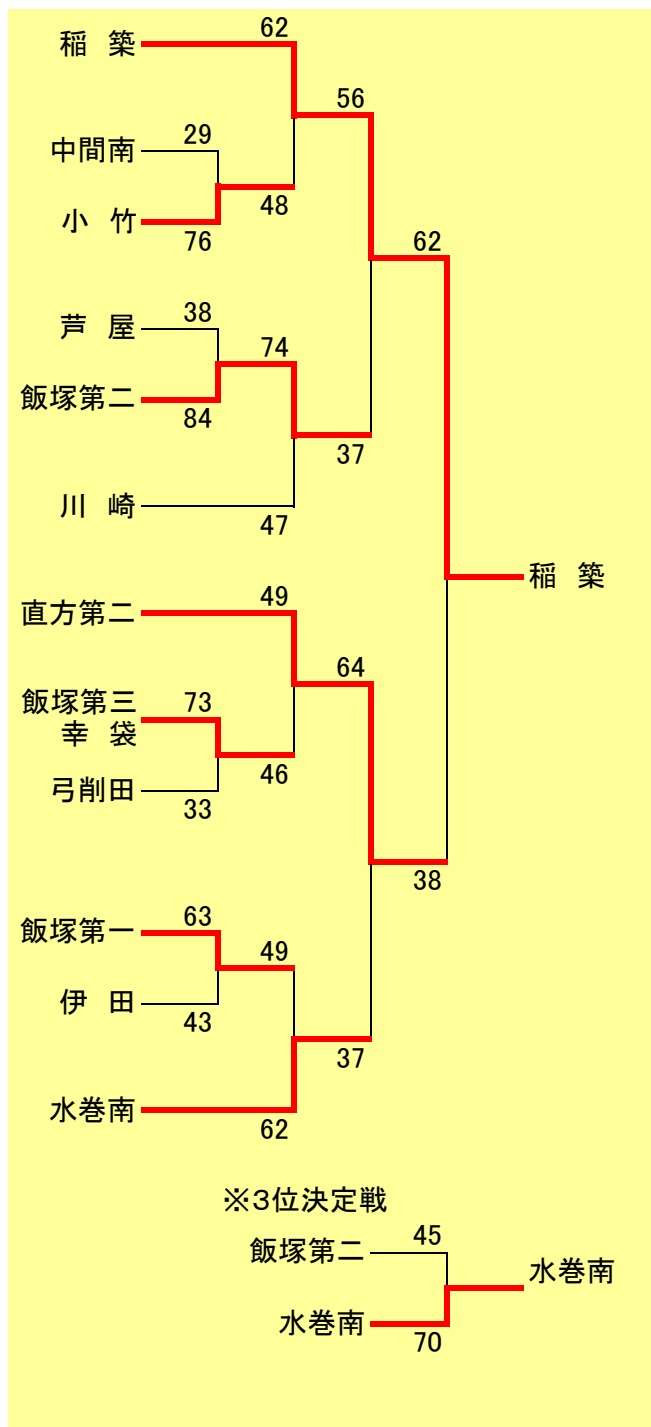 62
稲 築
56
29
中間南
48
小 竹
76
62
38
芦 屋
74
飯塚第二
84
37
川 崎
47
稲 築
49
直方第二
64
飯塚第三
73
幸 袋
46
弓削田
33
38
63
飯塚第一
49
伊 田
43
37
水巻南
62
※3位決定戦
45
飯塚第二
水巻南
水巻南
70